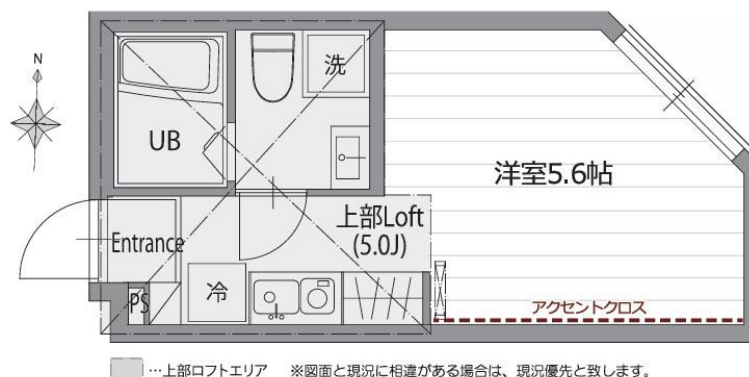 N
洗
UB
洋室5.6帖
上部Loft
(5.0J)
Entrance
冷
PS
アクセントクロス
…上部ロフトエリア ※図面と現況に相違がある場合は、現況優先と致します。